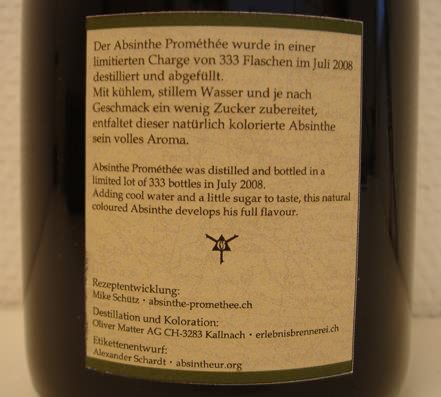 Der Absinthe Prométhée wurde in einer
limitierten Charge von 333 Flaschen im Juli 2008
destilliert und abgefüllt.
Mit kühlem, stillem Wasser und je nach
Geschmack ein wenig Zucker zubereitet,
entfaltet dieser natürlich kolorierte Absinthe
sein volles Aroma.
Absinthe Prométhée was distilled and bottled in a
limited lot of 333 bottles in July 2008.
Adding cool water and a little sugar to taste, this natural
coloured Absinthe develops his full flavour.
Rezeptentwicklung:
Mike Schütz · absinthe-promethee.ch
Destillation und Koloration:
Oliver Matter AG CH-3283 Kallnach · erlebnisbrennerei.ch
Etikettenentwurf:
Alexander Schardt · absintheur.org